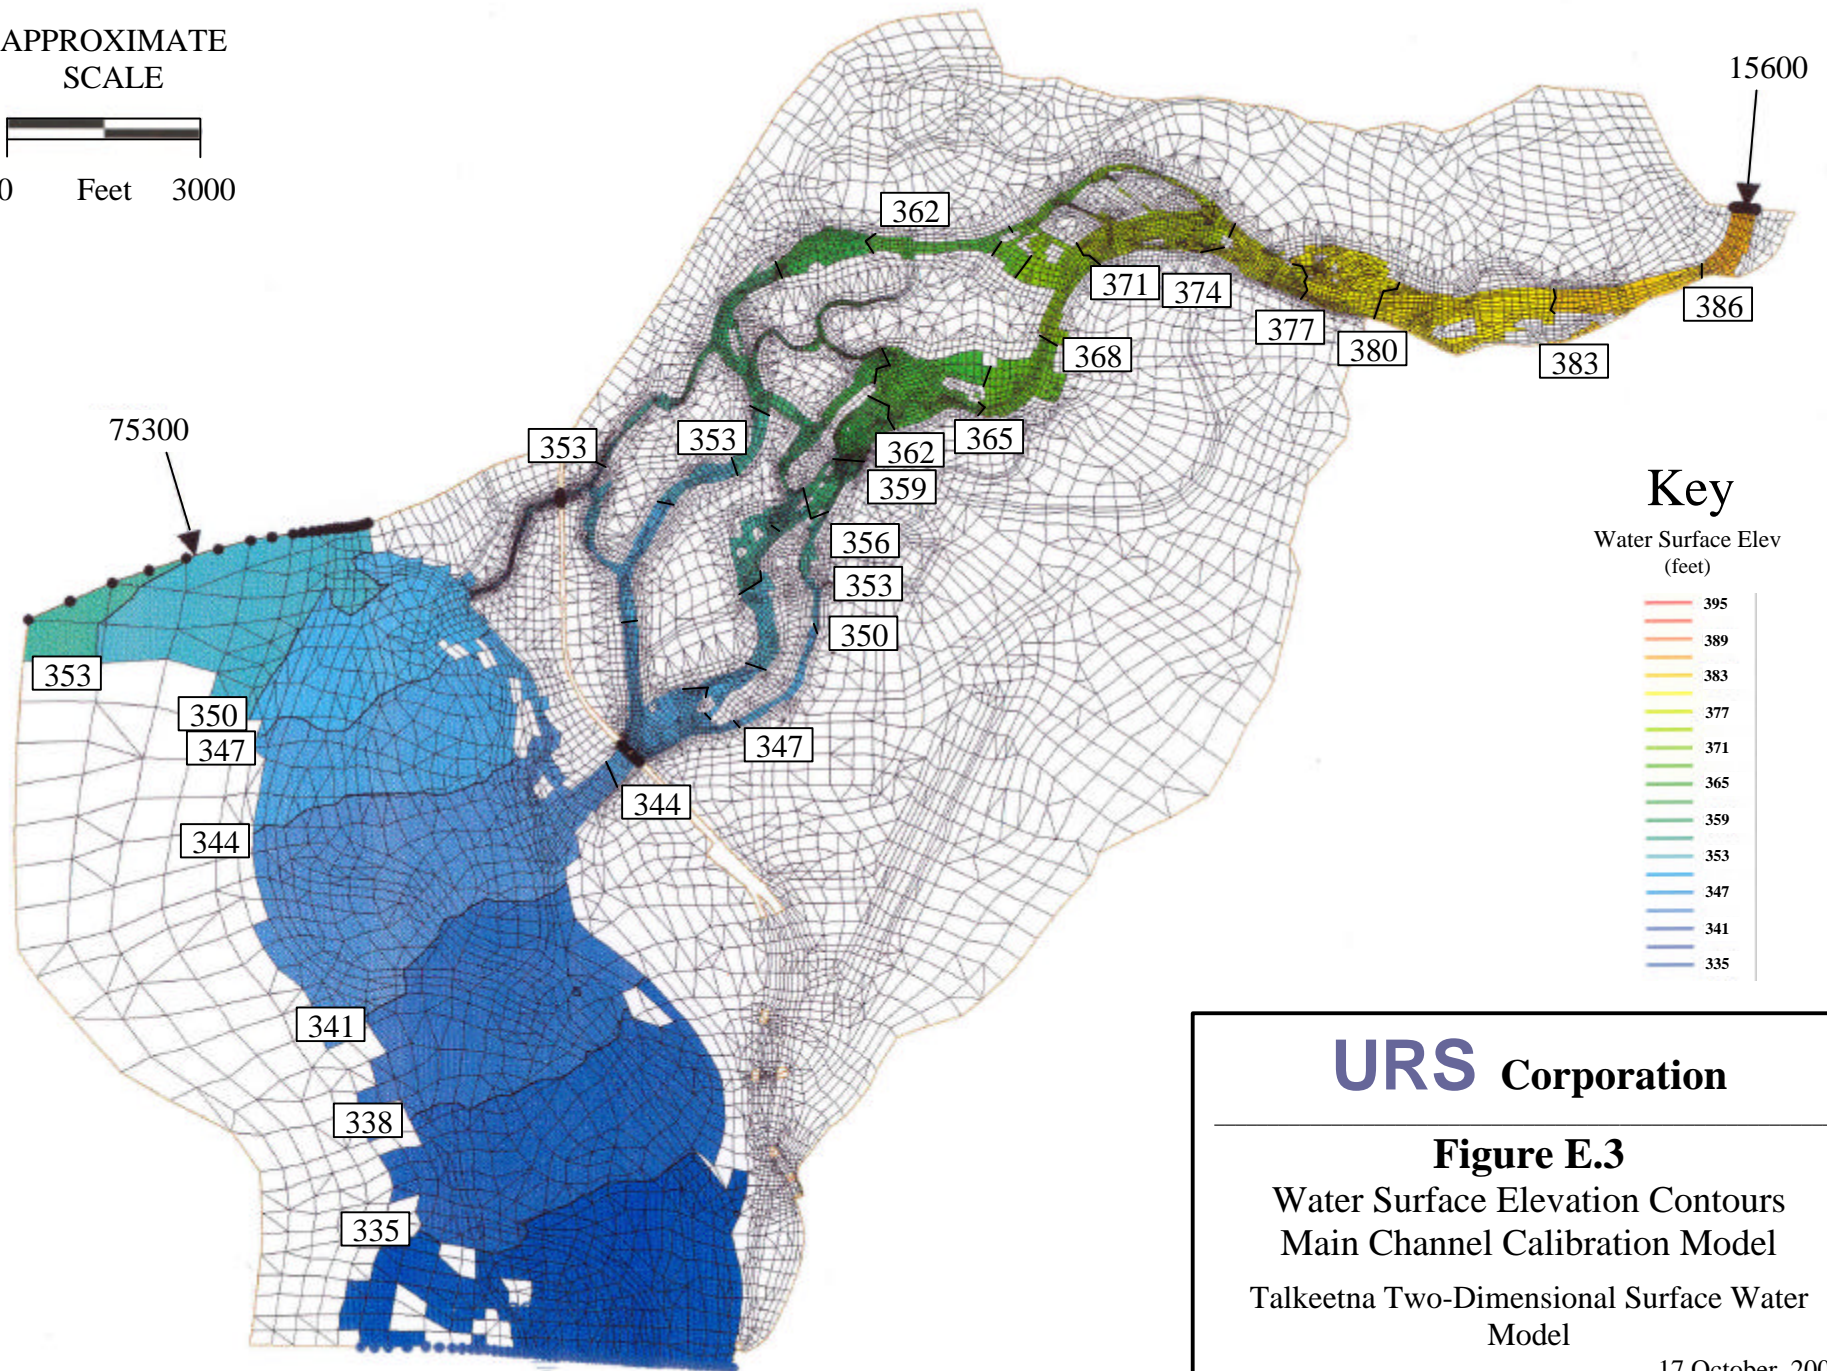 APPROXIMATE
SCALE
0 Feet 3000
15600
75300
362
371
374
377
380
383
386
368
365
362
359
356
353
350
353
353
347
344
353
350
347
344
341
338
335
Key
Water Surface Elev
(feet)
395
389
383
377
371
365
359
353
347
341
335
URS Corporation
Figure E.3
Water Surface Elevation Contours
Main Channel Calibration Model
Talkeetna Two-Dimensional Surface Water
Model
17 October, 200